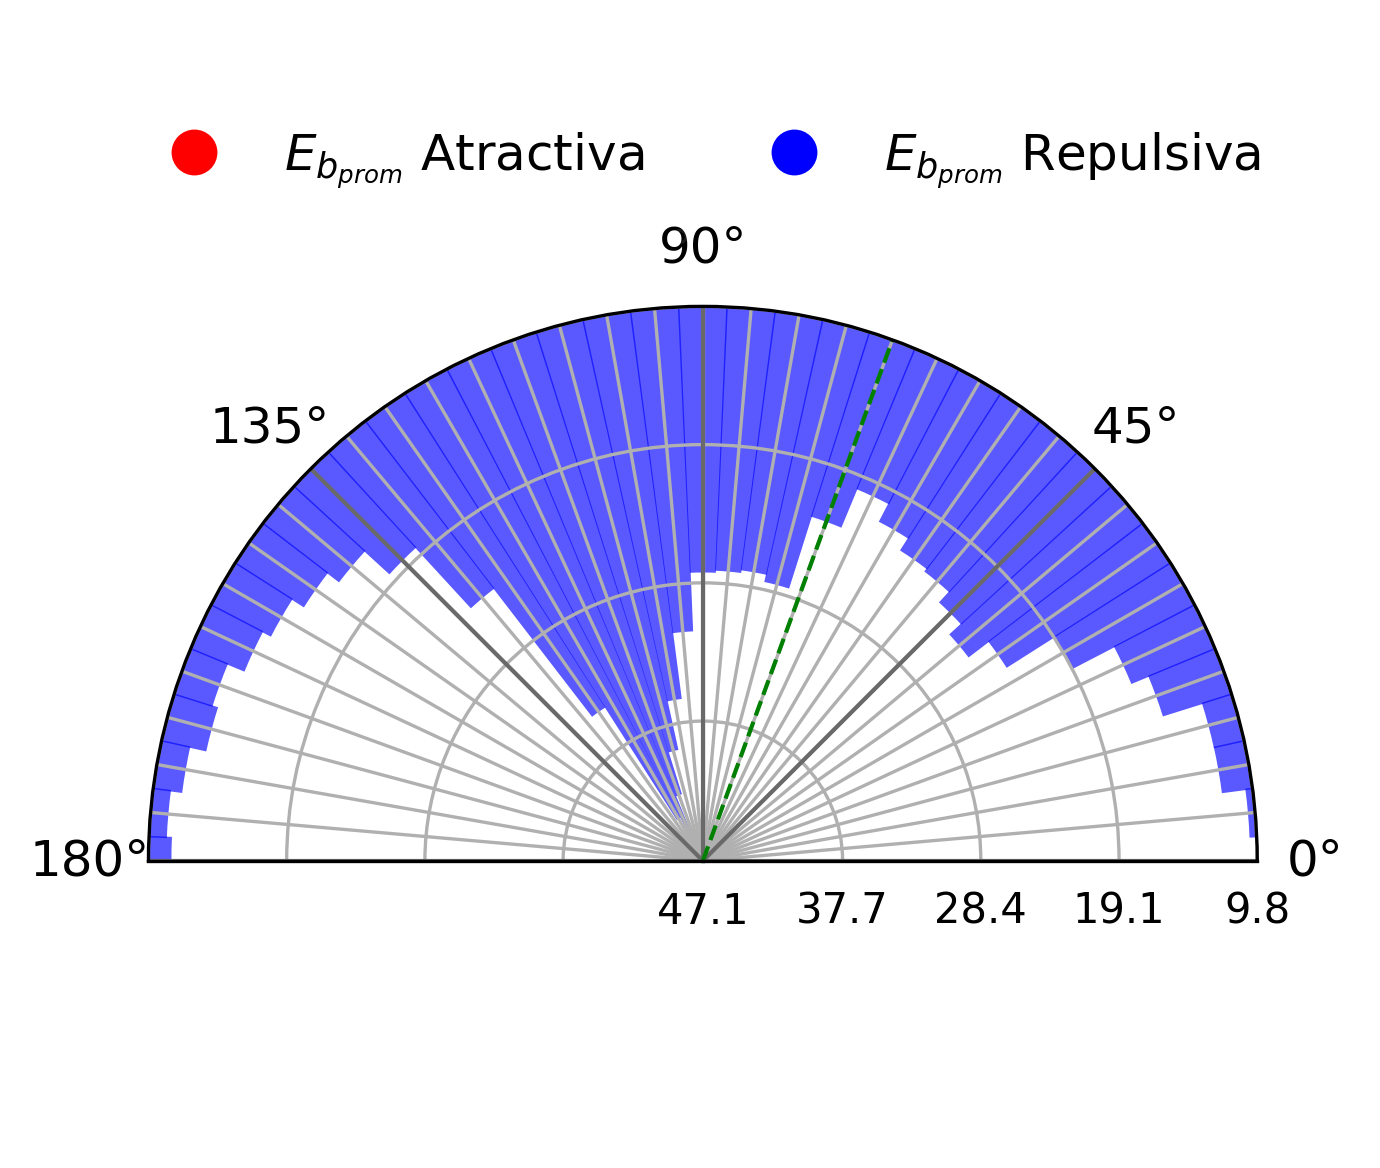 E_{b_{prom}} Atractiva E_{b_{prom}} Repulsiva
90°
135° 45°
180° 0°
47.1 37.7 28.4 19.1 9.8